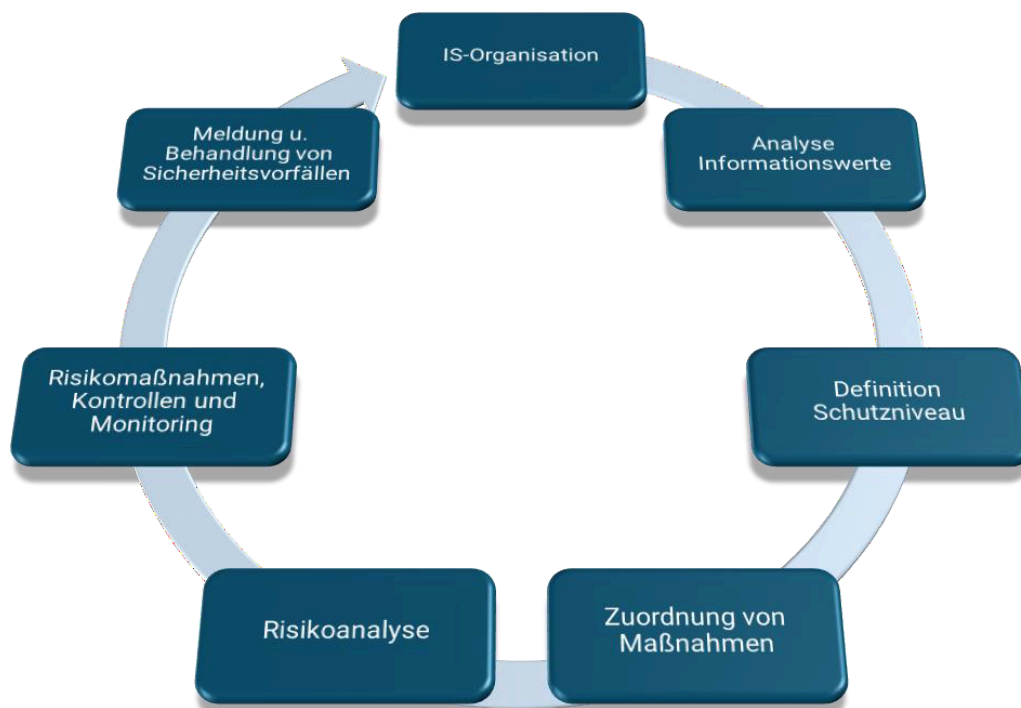 IS-Organisation
Analyse
Informationswerte
Definition
Schutzniveau
Zuordnung von
Maßnahmen
Risikoanalyse
Risikomaßnahmen,
Kontrollen und
Monitoring
Meldung u.
Behandlung von
Sicherheitsvorfällen